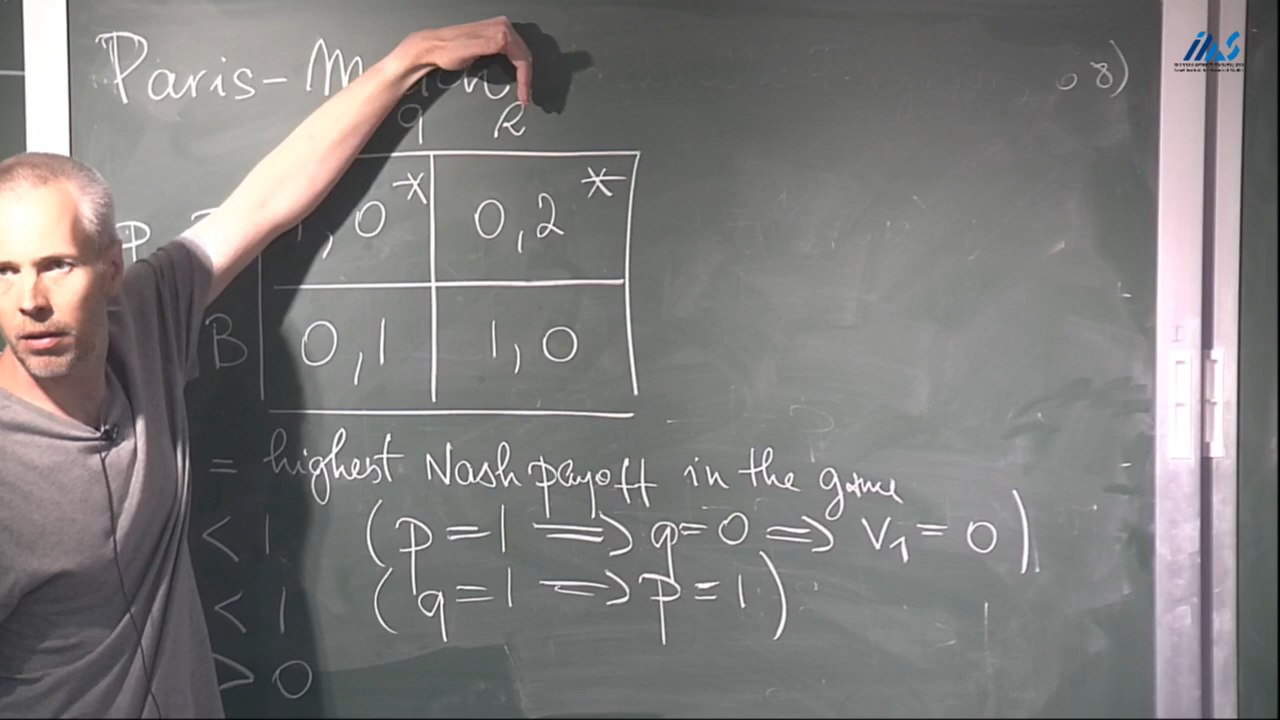 Paris-M
08)
q R
P
, 0 * 0,2 *
B 0,1 1,0
= highest Nash payoff in the game
< 1 (p=1 ⟹ q=0 ⟹ v₁=0)
< 1 (q=1 ⟹ p=1)
> 0